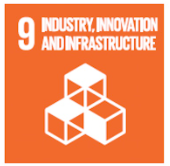 9 INDUSTRY, INNOVATION
AND INFRASTRUCTURE